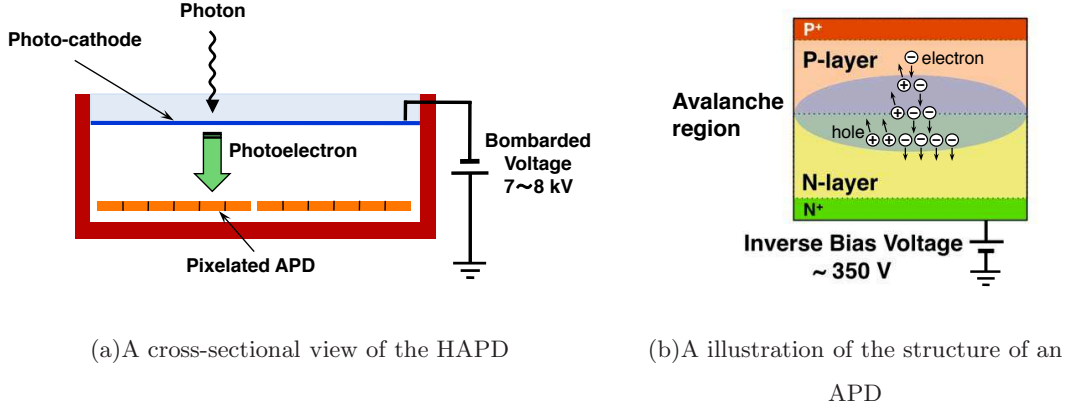 Photon
Photo-cathode
Photoelectron
Bombarded
Voltage
7~8 kV
Pixelated APD
(a)A cross-sectional view of the HAPD
P+
P-layer
electron
Avalanche
region
hole
N-layer
N+
Inverse Bias Voltage
~ 350 V
(b)A illustration of the structure of an
APD